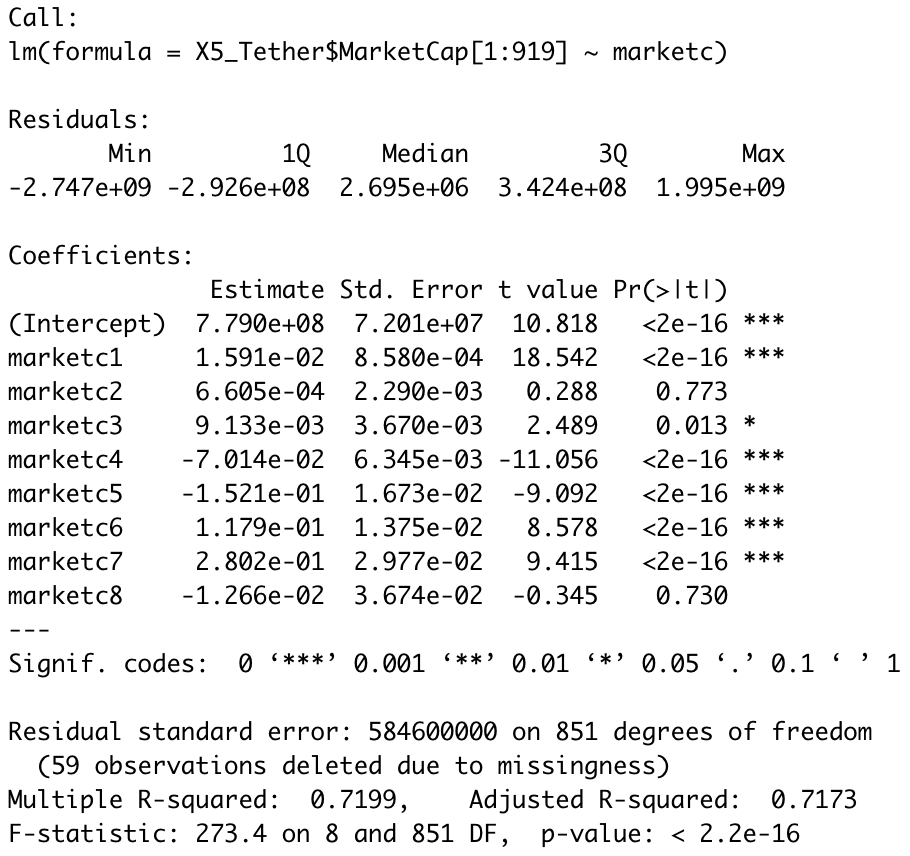 Call:
lm(formula = X5_Tether$MarketCap[1:919] ~ marketc)
Residuals:
Min 1Q Median 3Q Max
-2.747e+09 -2.926e+08 2.695e+06 3.424e+08 1.995e+09
Coefficients:
Estimate Std. Error t value Pr(>|t|)
(Intercept) 7.790e+08 7.201e+07 10.818 <2e-16 ***
marketc1 1.591e-02 8.580e-04 18.542 <2e-16 ***
marketc2 6.605e-04 2.290e-03 0.288 0.773
marketc3 9.133e-03 3.670e-03 2.489 0.013 *
marketc4 -7.014e-02 6.345e-03 -11.056 <2e-16 ***
marketc5 -1.521e-01 1.673e-02 -9.092 <2e-16 ***
marketc6 1.179e-01 1.375e-02 8.578 <2e-16 ***
marketc7 2.802e-01 2.977e-02 9.415 <2e-16 ***
marketc8 -1.266e-02 3.674e-02 -0.345 0.730
---
Signif. codes: 0 ‘***’ 0.001 ‘**’ 0.01 ‘*’ 0.05 ‘.’ 0.1 ‘ ’ 1
Residual standard error: 584600000 on 851 degrees of freedom
(59 observations deleted due to missingness)
Multiple R-squared: 0.7199, Adjusted R-squared: 0.7173
F-statistic: 273.4 on 8 and 851 DF, p-value: < 2.2e-16